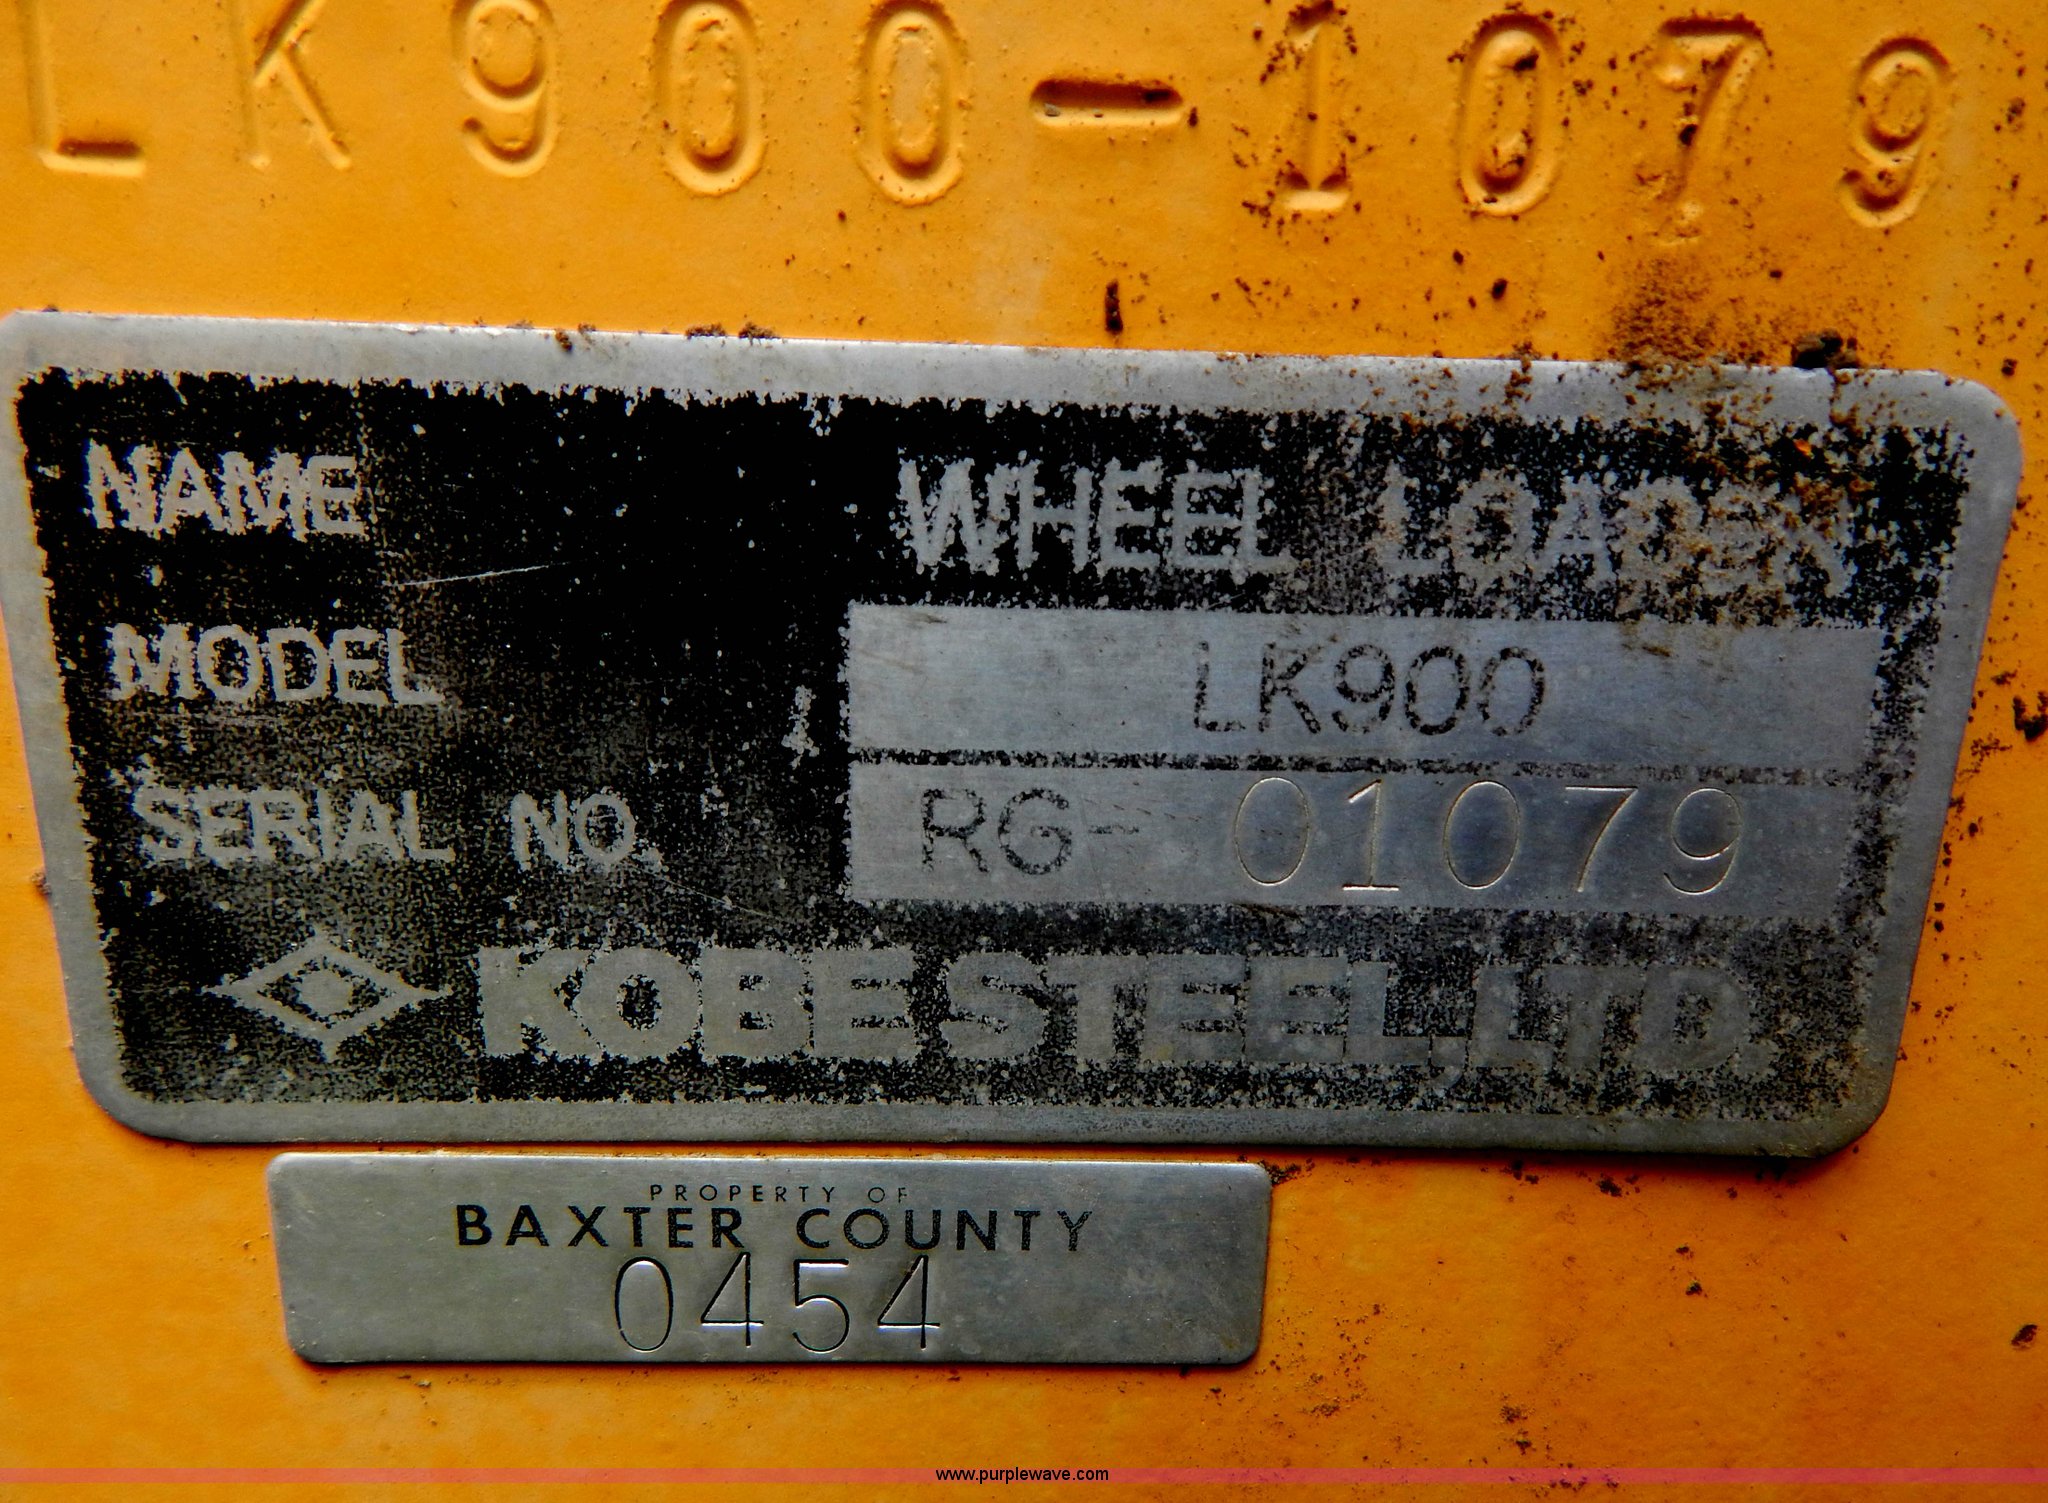 LK900-1079
NAME WHEEL LOADER
MODEL LK900
SERIAL NO. RG- 01079
KOBE STEEL, LTD.
PROPERTY OF
BAXTER COUNTY
0454
www.purplewave.com